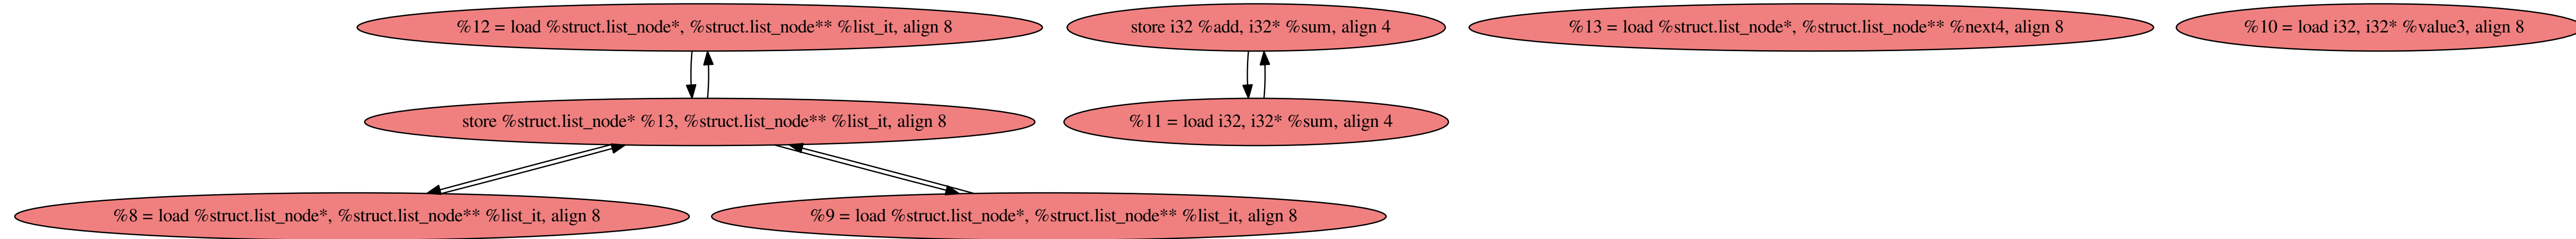 %12 = load %struct.list_node*, %struct.list_node** %list_it, align 8
store i32 %add, i32* %sum, align 4
%13 = load %struct.list_node*, %struct.list_node** %next4, align 8
%10 = load i32, i32* %value3, align 8
store %struct.list_node* %13, %struct.list_node** %list_it, align 8
%11 = load i32, i32* %sum, align 4
%8 = load %struct.list_node*, %struct.list_node** %list_it, align 8
%9 = load %struct.list_node*, %struct.list_node** %list_it, align 8